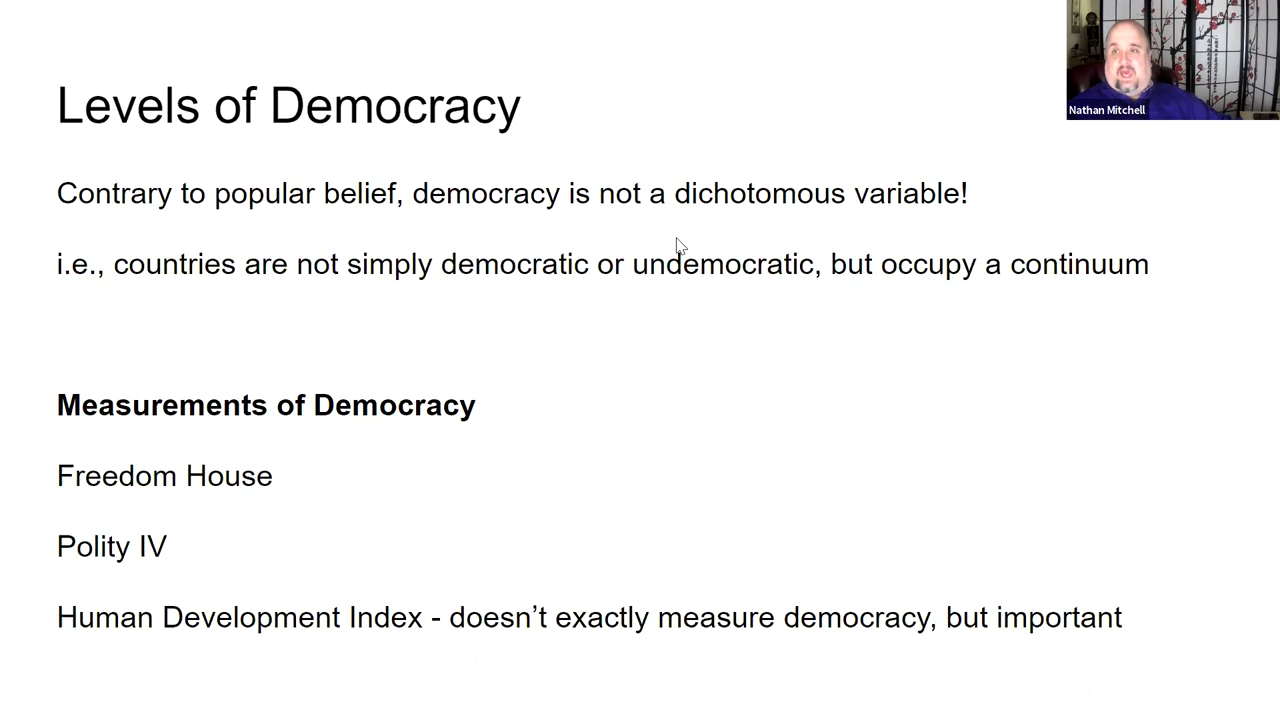 Levels of Democracy
Nathan Mitchell
Contrary to popular belief, democracy is not a dichotomous variable!
i.e., countries are not simply democratic or undemocratic, but occupy a continuum
Measurements of Democracy
Freedom House
Polity IV
Human Development Index - doesn’t exactly measure democracy, but important